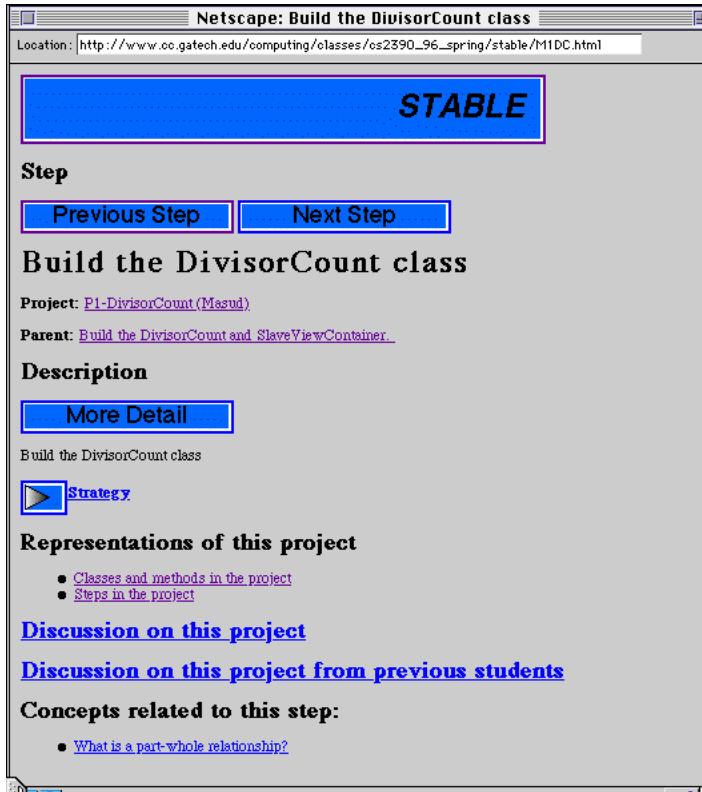 Netscape: Build the DivisorCount class
Location: http://www.cc.gatech.edu/computing/classes/cs2390_96_spring/stable/M1DC.html
STABLE
Step
Previous Step Next Step
Build the DivisorCount class
Project: P1-DivisorCount (Masud)
Parent: Build the DivisorCount and SlaveViewContainer.
Description
More Detail
Build the DivisorCount class
Strategy
Representations of this project
Classes and methods in the project
Steps in the project
Discussion on this project
Discussion on this project from previous students
Concepts related to this step:
What is a part-whole relationship?